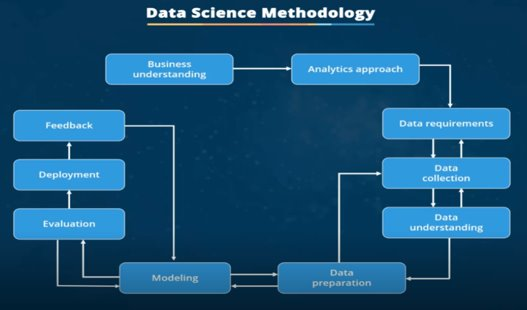 Data Science Methodology
Business
understanding
Analytics approach
Feedback
Data requirements
Deployment
Data
collection
Evaluation
Data
understanding
Modeling
Data
preparation